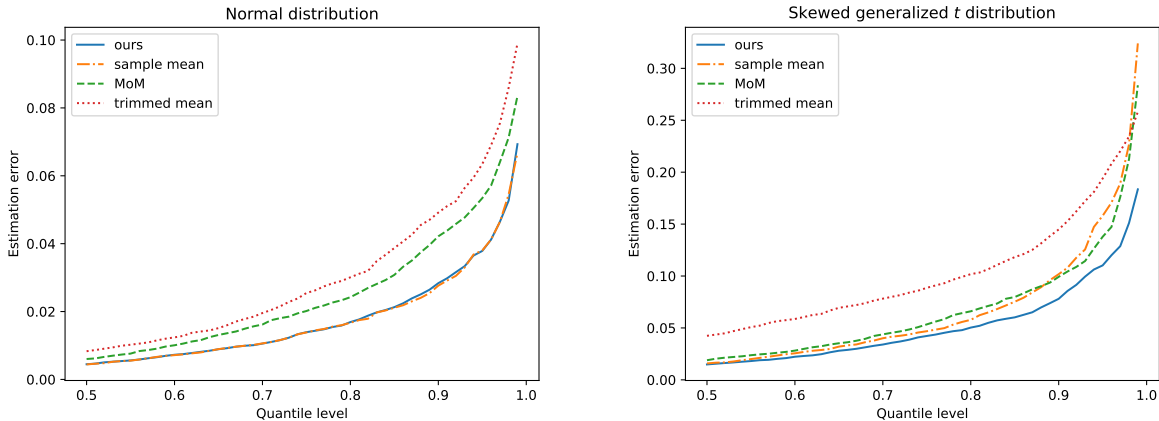 Normal distribution
ours
sample mean
MoM
trimmed mean
Estimation error
0.10
0.08
0.06
0.04
0.02
0.00
0.5 0.6 0.7 0.8 0.9 1.0
Quantile level
Skewed generalized t distribution
ours
sample mean
MoM
trimmed mean
Estimation error
0.30
0.25
0.20
0.15
0.10
0.05
0.00
0.5 0.6 0.7 0.8 0.9 1.0
Quantile level